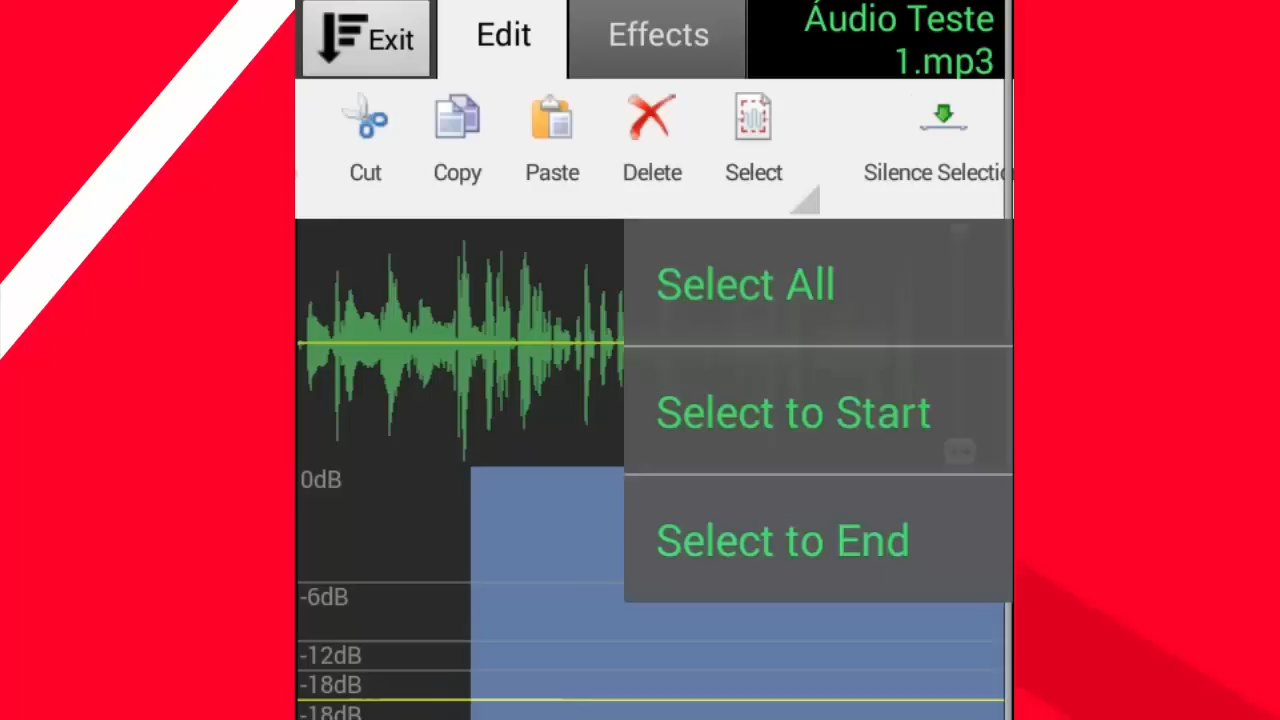 Exit
Edit
Effects
Áudio Teste
1.mp3
Cut
Copy
Paste
Delete
Select
Silence Selectio
Select All
Select to Start
Select to End
0dB
-6dB
-12dB
-18dB
-18dB